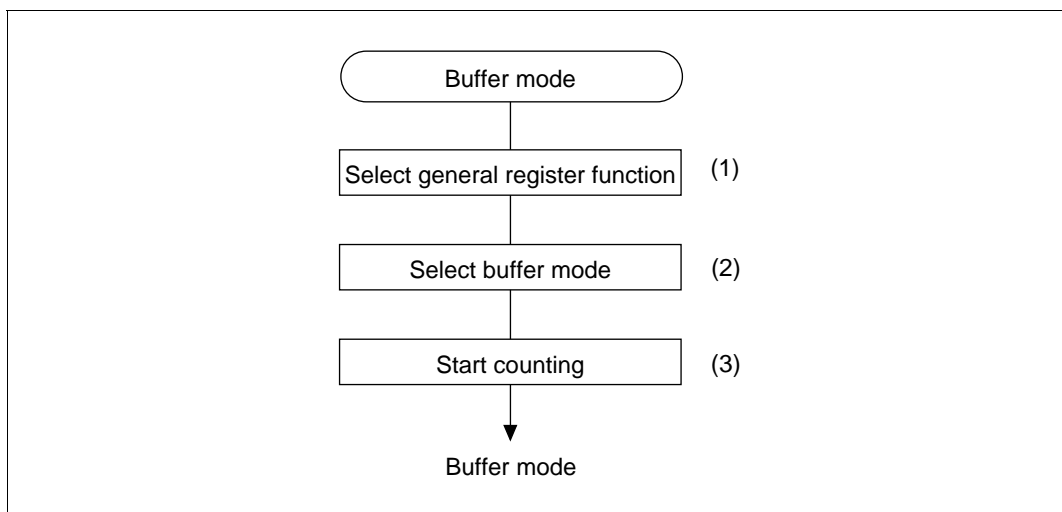 Buffer mode
Select general register function (1)
Select buffer mode (2)
Start counting (3)
Buffer mode